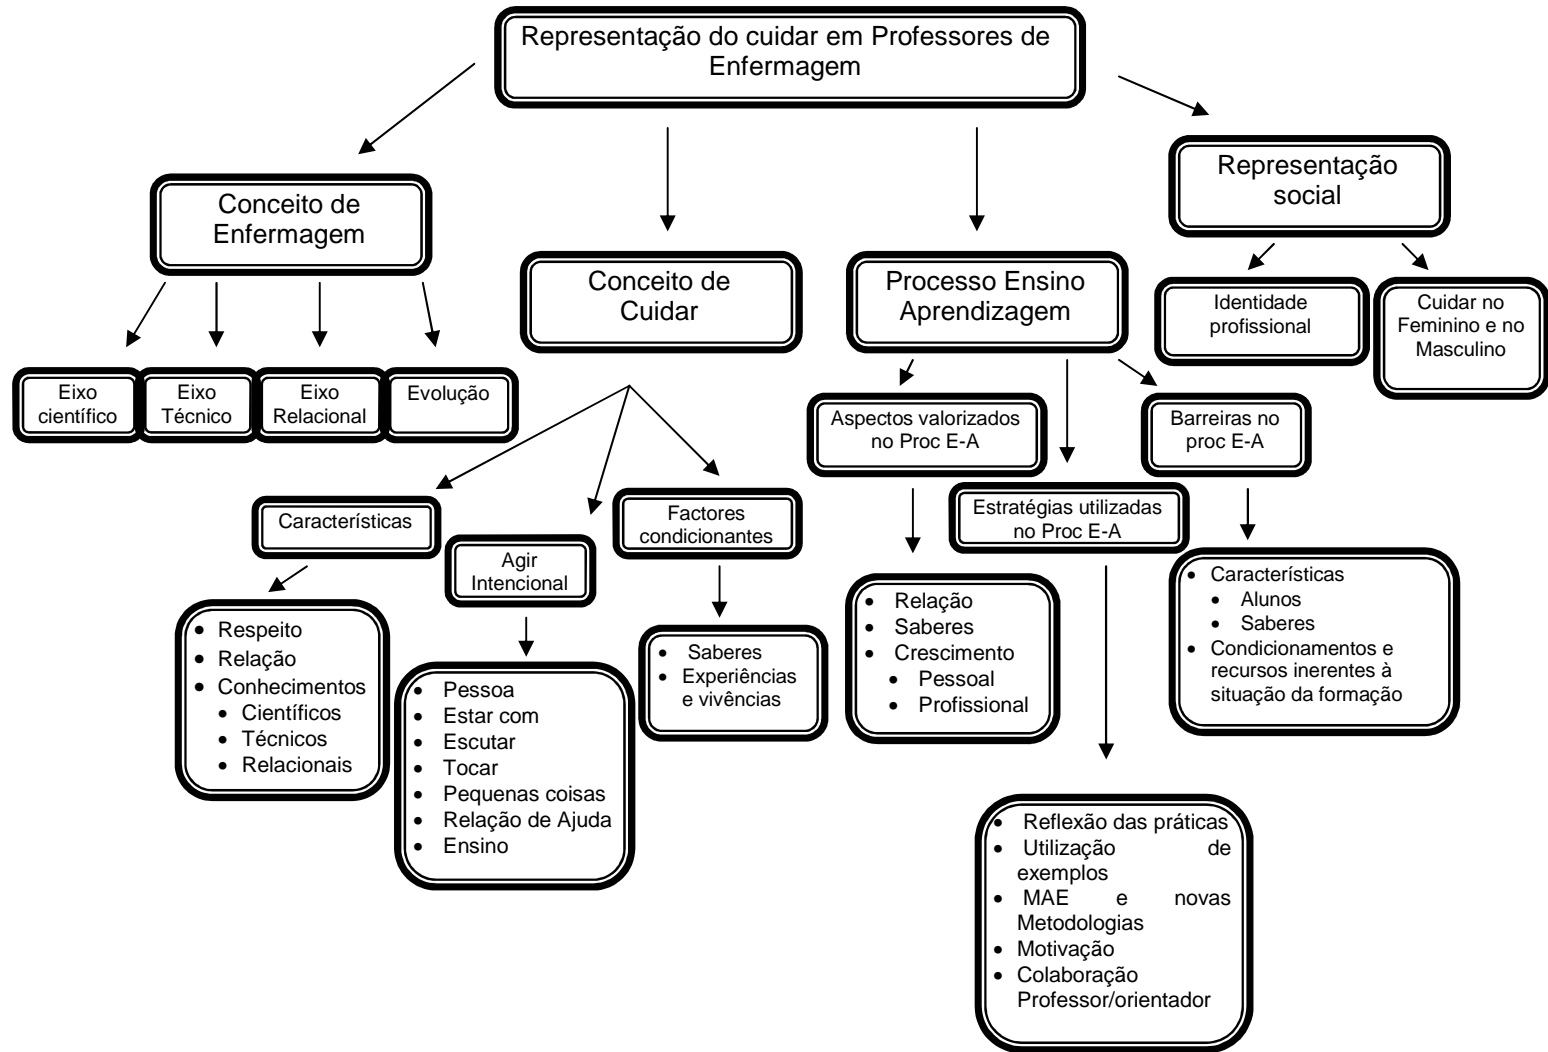 Representação do cuidar em Professores de
Enfermagem
Conceito de
Enfermagem
Conceito de
Cuidar
Processo Ensino
Aprendizagem
Representação
social
Eixo
científico
Eixo
Técnico
Eixo
Relacional
Evolução
Identidade
profissional
Cuidar no
Feminino e no
Masculino
Características
Agir
Intencional
Factores
condicionantes
Aspectos valorizados
no Proc E-A
Estratégias utilizadas
no Proc E-A
Barreiras no
proc E-A
• Respeito
• Relação
• Conhecimentos
• Científicos
• Técnicos
• Relacionais
• Pessoa
• Estar com
• Escutar
• Tocar
• Pequenas coisas
• Relação de Ajuda
• Ensino
• Saberes
• Experiências
e vivências
• Relação
• Saberes
• Crescimento
• Pessoal
• Profissional
• Reflexão das práticas
• Utilização de
exemplos
• MAE e novas
Metodologias
• Motivação
• Colaboração
Professor/orientador
• Características
• Alunos
• Saberes
• Condicionamentos e
recursos inerentes à
situação da formação